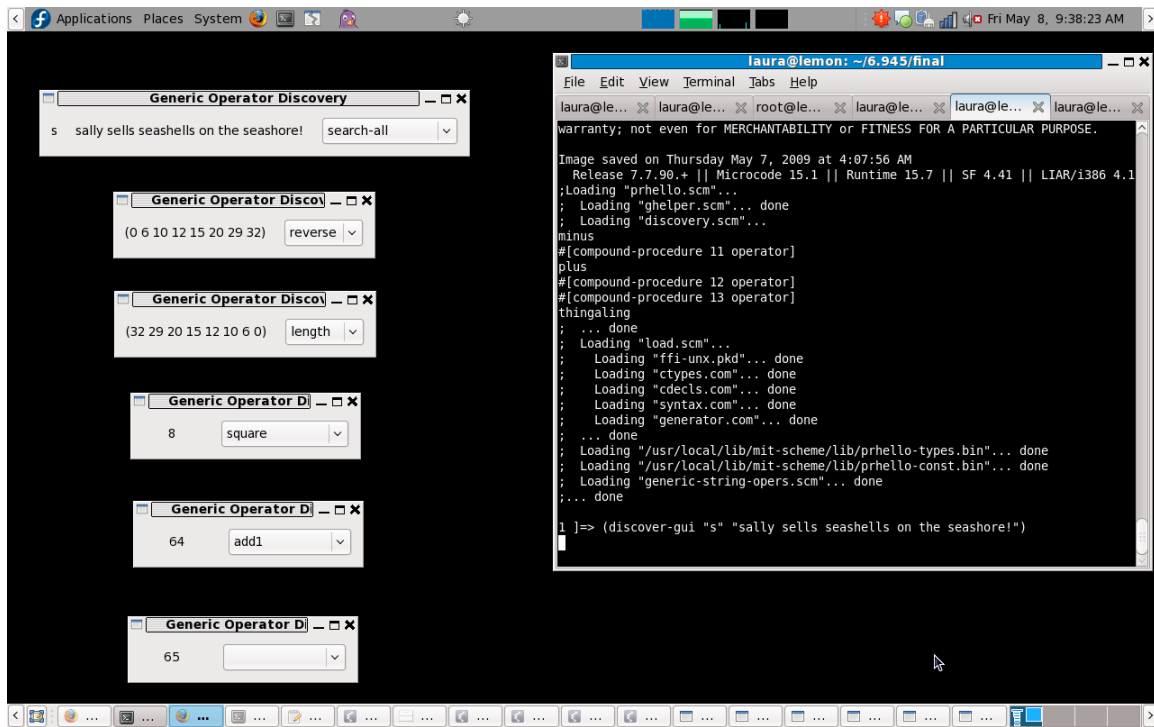 Applications Places System Fri May 8, 9:38:23 AM
Generic Operator Discovery
s sally sells seashells on the seashore! search-all
Generic Operator Discov
(0 6 10 12 15 20 29 32) reverse
Generic Operator Discov
(32 29 20 15 12 10 6 0) length
Generic Operator Di
8 square
Generic Operator Di
64 add1
Generic Operator Di
65
laura@lemon: ~/6.945/final
File Edit View Terminal Tabs Help
laura@le... laura@le... root@le... laura@le... laura@le... laura@le...
warranty; not even for MERCHANTABILITY or FITNESS FOR A PARTICULAR PURPOSE.
Image saved on Thursday May 7, 2009 at 4:07:56 AM
Release 7.7.90.+ || Microcode 15.1 || Runtime 15.7 || SF 4.41 || LIAR/i386 4.1
;Loading "prhello.scm"...
;  Loading "ghelper.scm"... done
;  Loading "discovery.scm"...
minus
#[compound-procedure 11 operator]
plus
#[compound-procedure 12 operator]
#[compound-procedure 13 operator]
thingaling
;  ... done
;  Loading "load.scm"...
;    Loading "ffi-unx.pkd"... done
;    Loading "ctypes.com"... done
;    Loading "cdecls.com"... done
;    Loading "syntax.com"... done
;    Loading "generator.com"... done
;  ... done
;  Loading "/usr/local/lib/mit-scheme/lib/prhello-types.bin"... done
;  Loading "/usr/local/lib/mit-scheme/lib/prhello-const.bin"... done
;  Loading "generic-string-opers.scm"... done
;... done
1 ]=> (discover-gui "s" "sally sells seashells on the seashore!")
... ... ... ... ... ... ... ... ... ... ... ... ... ... ... ... ...